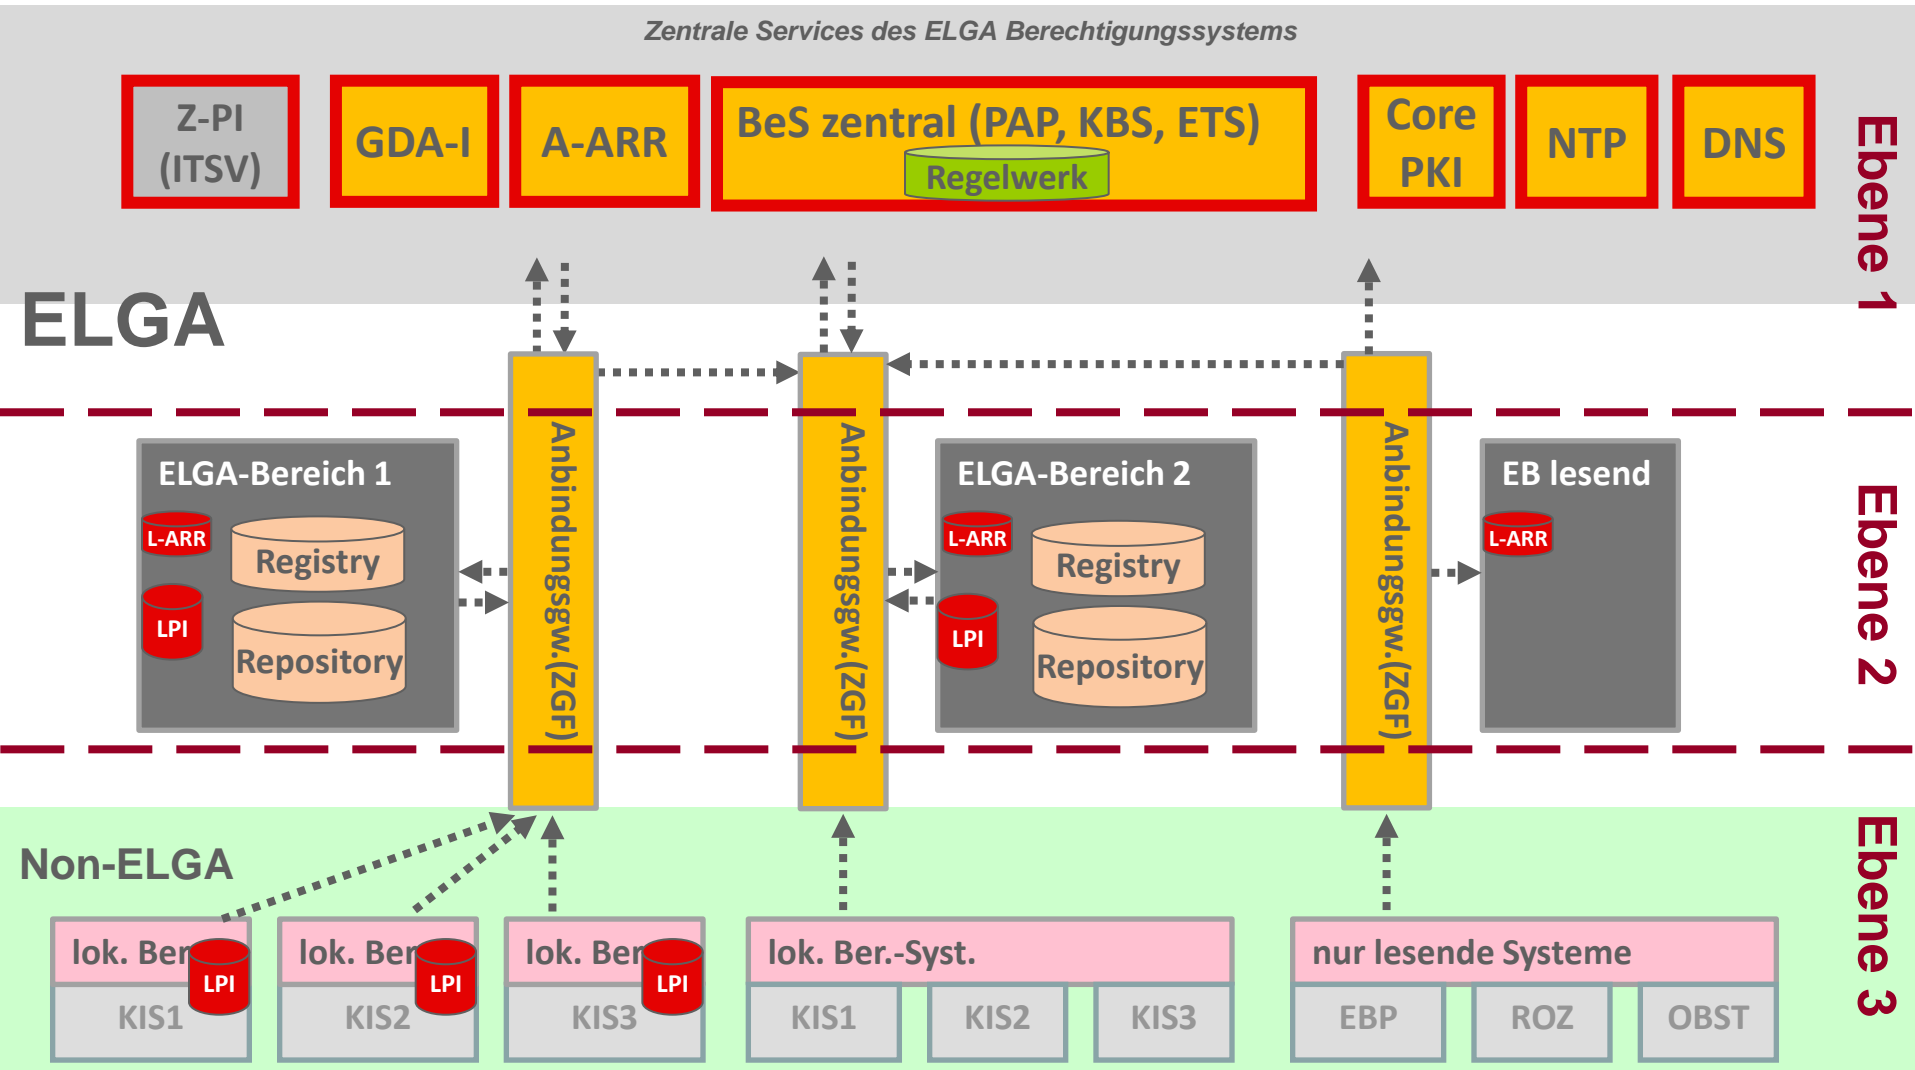 Zentrale Services des ELGA Berechtigungssystems
Z-PI
(ITSV)
GDA-I
A-ARR
BeS zentral (PAP, KBS, ETS)
Regelwerk
Core
PKI
NTP
DNS
Ebene 1
ELGA
Anbindungsgw.(ZGF)
Anbindungsgw.(ZGF)
Anbindungsgw.(ZGF)
ELGA-Bereich 1
L-ARR
Registry
LPI
Repository
ELGA-Bereich 2
L-ARR
Registry
LPI
Repository
EB lesend
L-ARR
Ebene 2
Non-ELGA
Ebene 3
lok. Ber
LPI
KIS1
lok. Ber
LPI
KIS2
lok. Ber
LPI
KIS3
lok. Ber.-Syst.
KIS1
KIS2
KIS3
nur lesende Systeme
EBP
ROZ
OBST